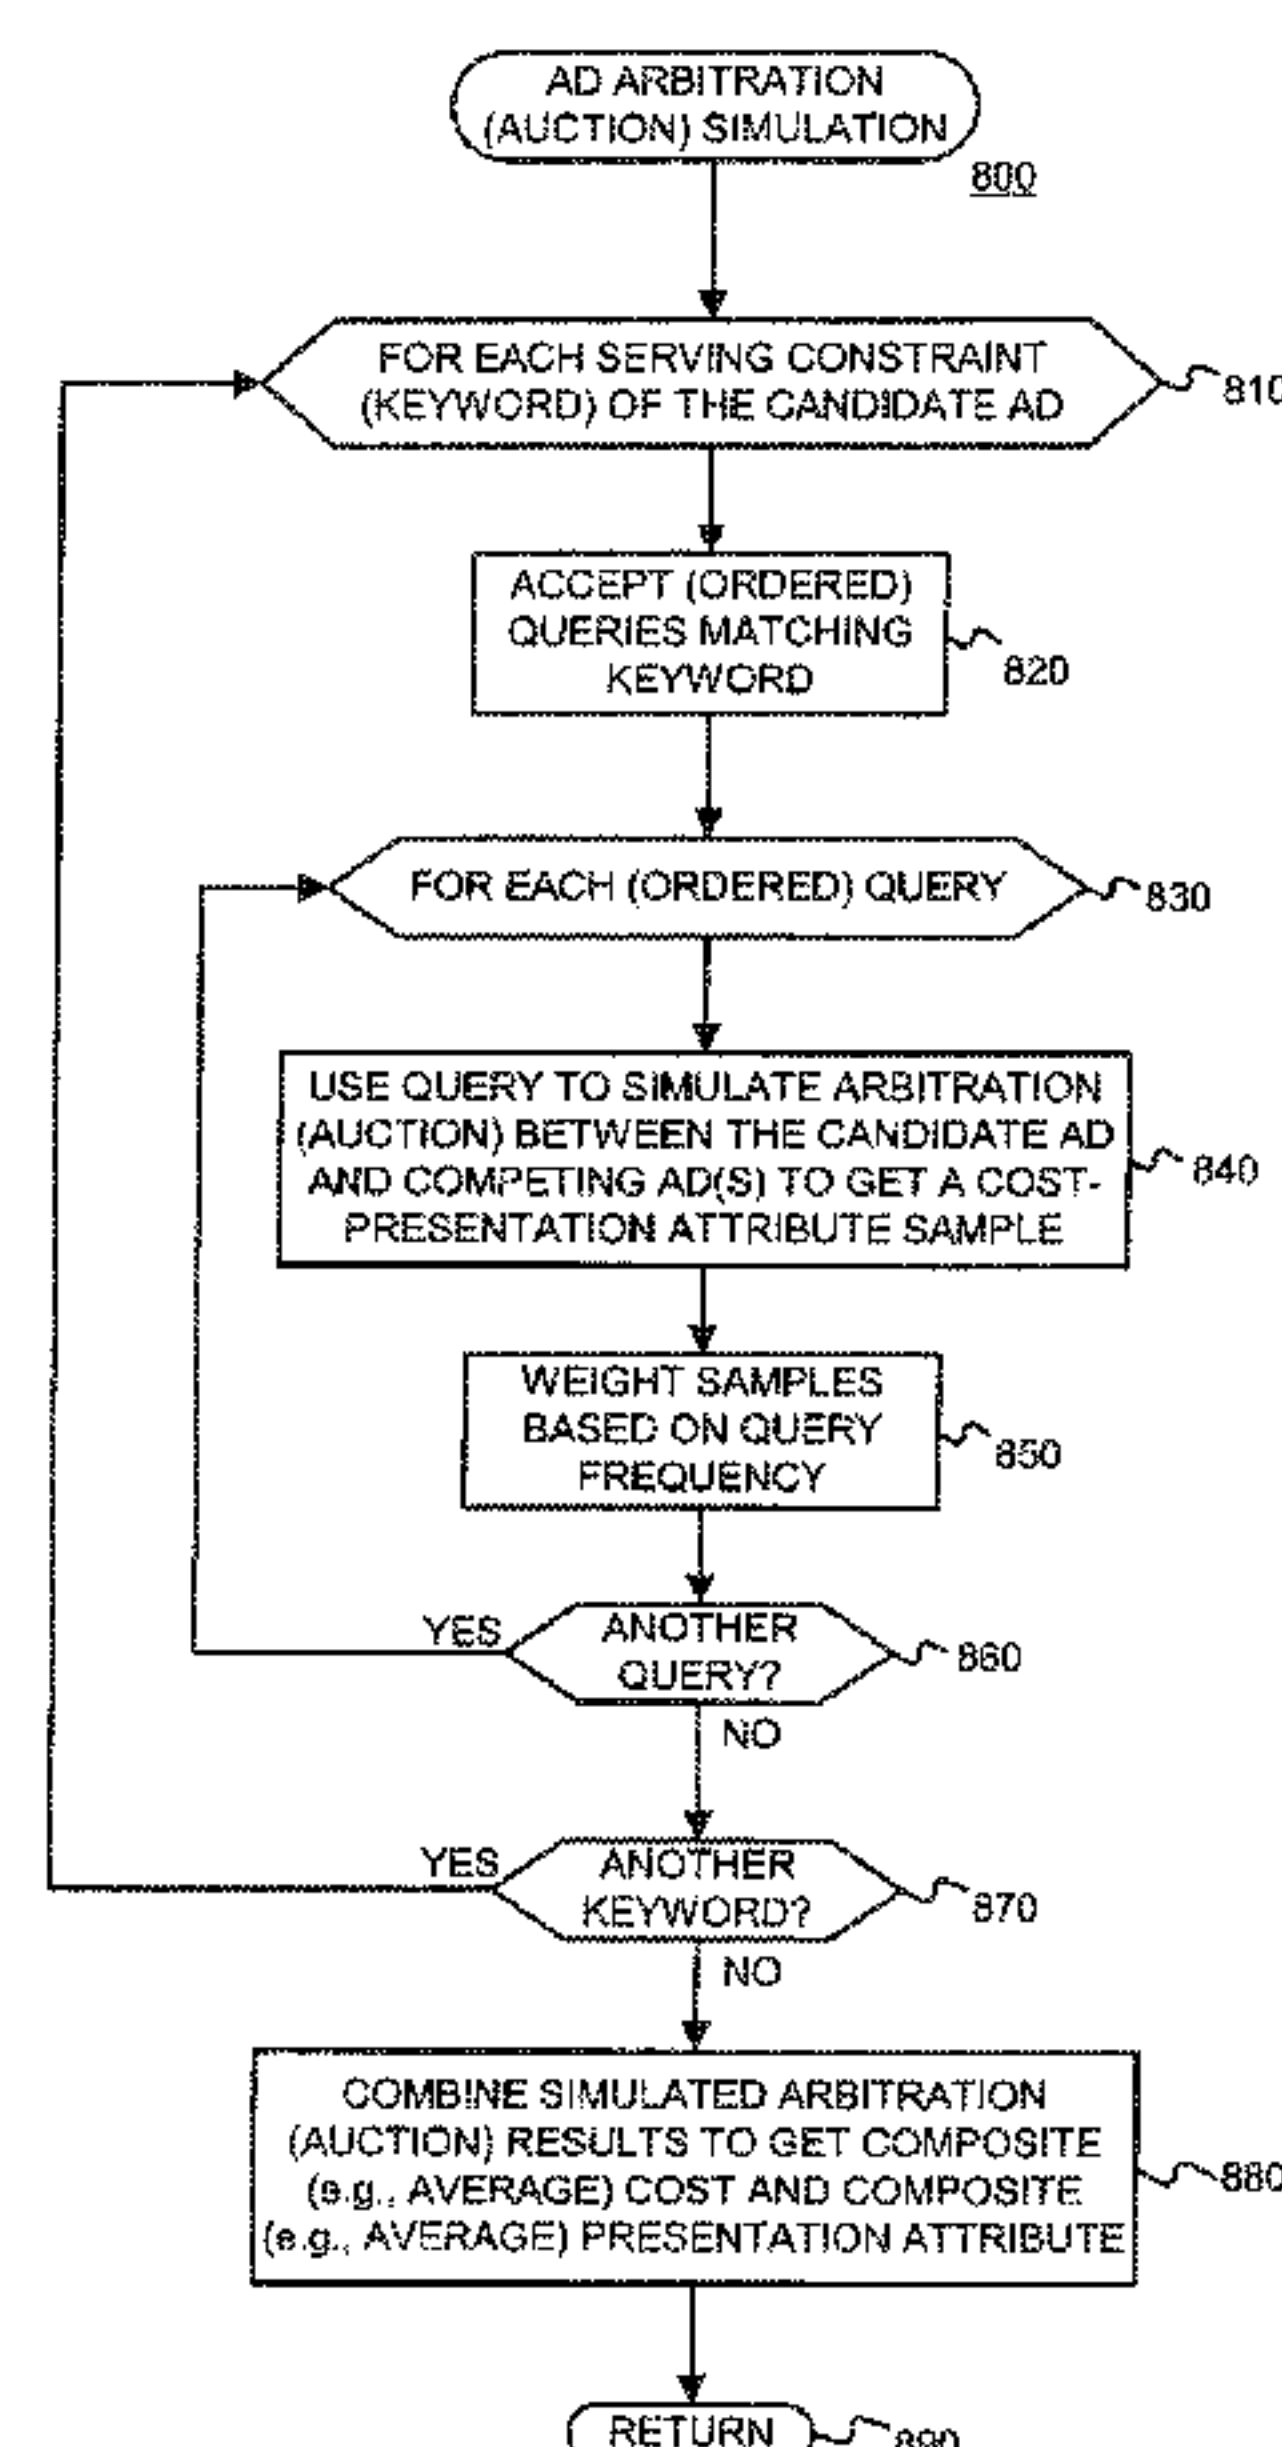 AD ARBITRATION
(AUCTION) SIMULATION
800
FOR EACH SERVING CONSTRAINT
(KEYWORD) OF THE CANDIDATE AD
810
ACCEPT (ORDERED)
QUERIES MATCHING
KEYWORD
820
FOR EACH (ORDERED) QUERY
830
USE QUERY TO SIMULATE ARBITRATION
(AUCTION) BETWEEN THE CANDIDATE AD
AND COMPETING AD(S) TO GET A COST-
PRESENTATION ATTRIBUTE SAMPLE
840
WEIGHT SAMPLES
BASED ON QUERY
FREQUENCY
850
YES
ANOTHER
QUERY?
860
NO
YES
ANOTHER
KEYWORD?
870
NO
COMBINE SIMULATED ARBITRATION
(AUCTION) RESULTS TO GET COMPOSITE
(e.g., AVERAGE) COST AND COMPOSITE
(e.g., AVERAGE) PRESENTATION ATTRIBUTE
880
RETURN
890